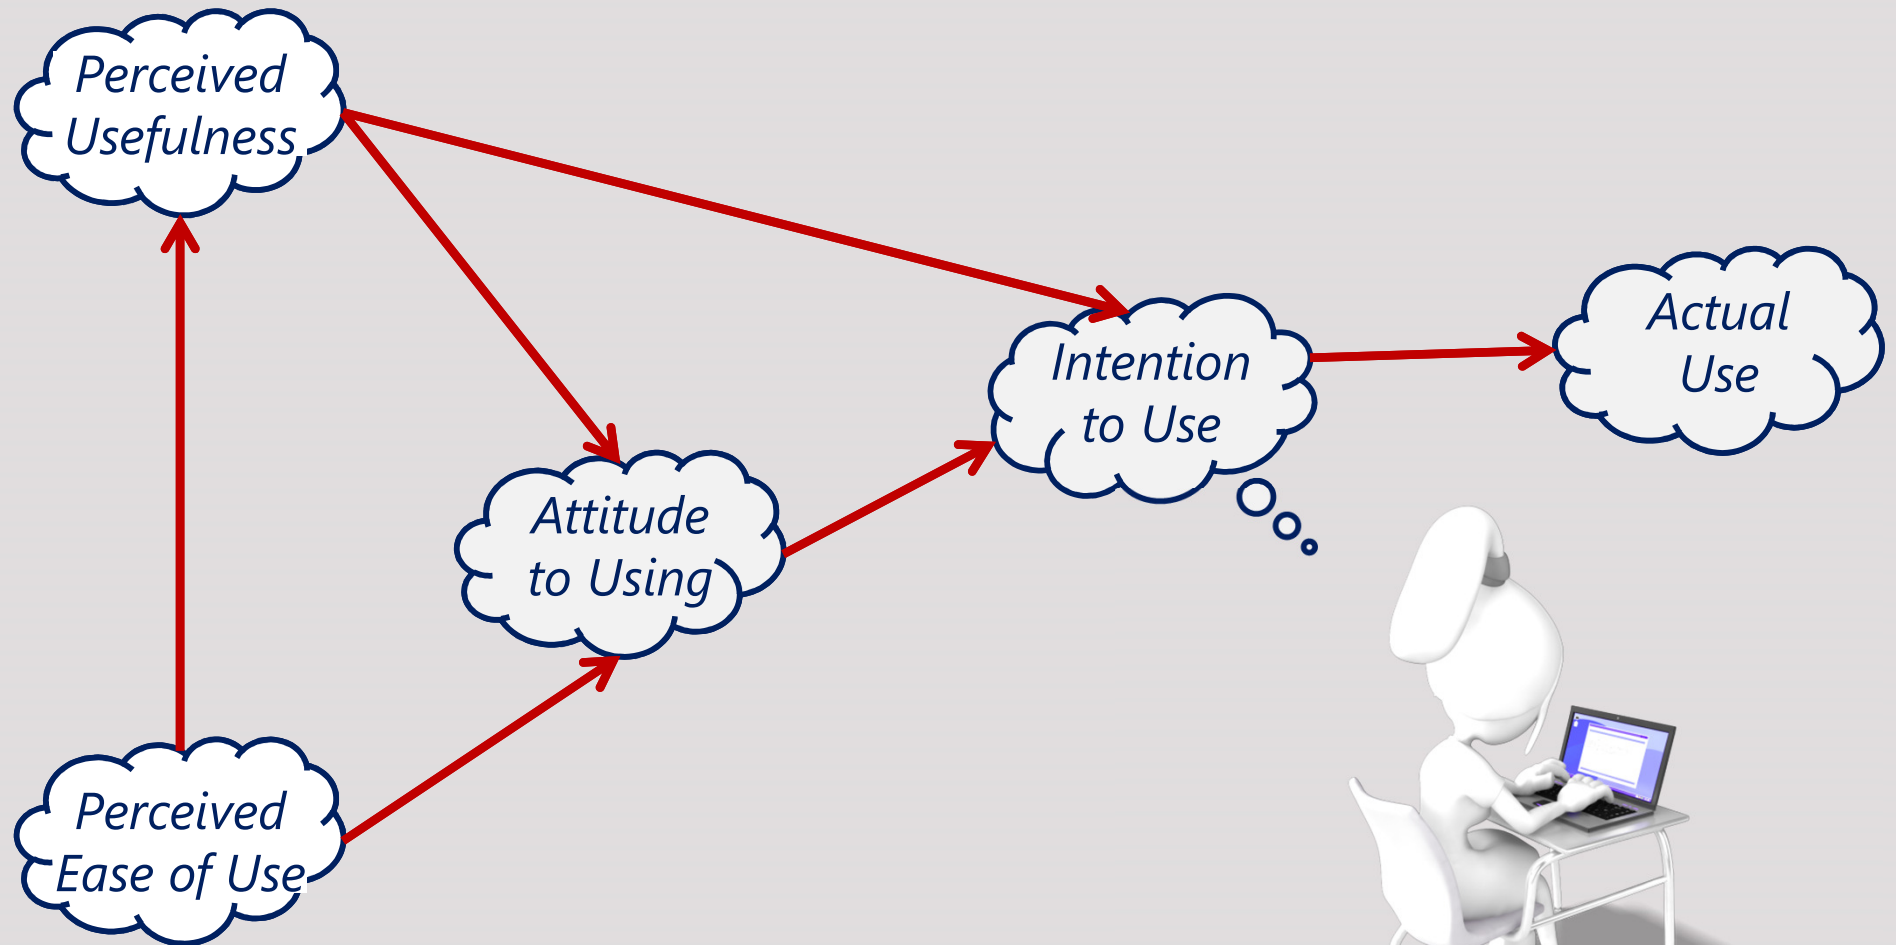 Perceived
Usefulness
Intention
to Use
Actual
Use
Attitude
to Using
Perceived
Ease of Use